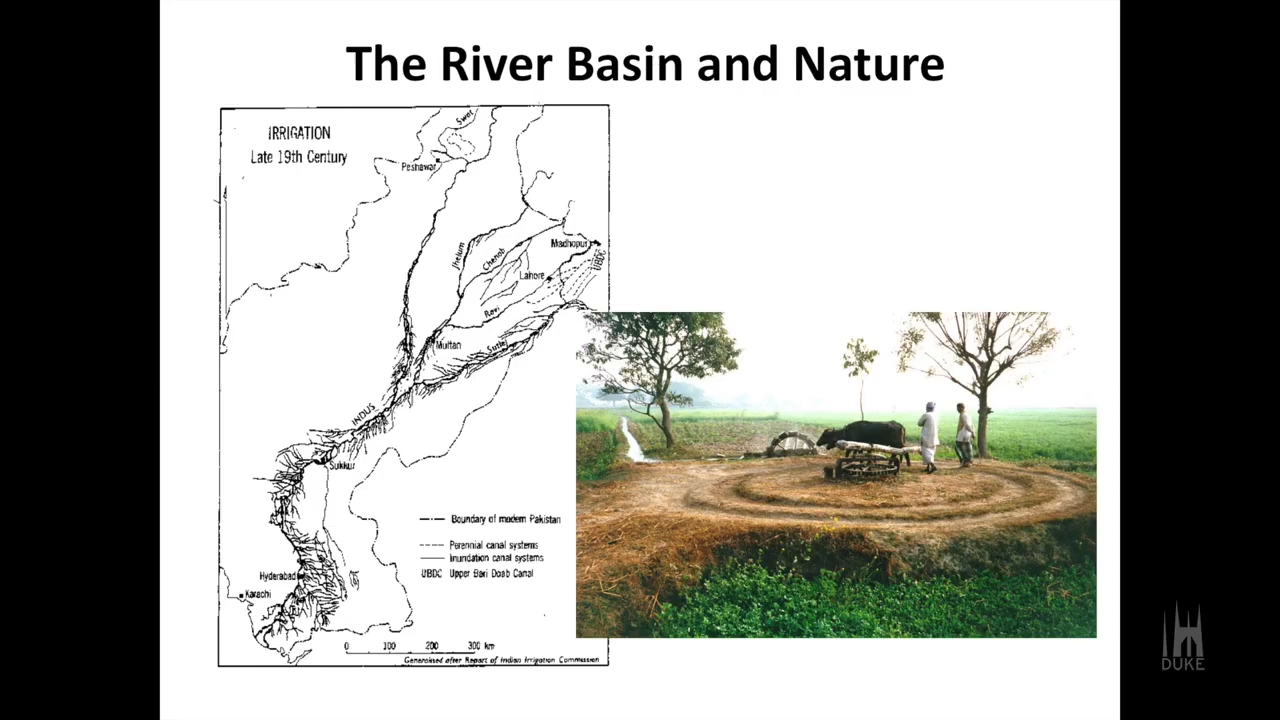 The River Basin and Nature
IRRIGATION
Late 19th Century
Swat
Peshawar
Jhelum
Chenab
Madhopur
UBDC
Lahore
Ravi
Multan
Sutlej
INDUS
Sukkur
Boundary of modern Pakistan
Perennial canal systems
Inundation canal systems
UBDC Upper Bari Doab Canal
Hyderabad
Karachi
0 100 200 300 km
Generalised after Report of Indian Irrigation Commission
DUKE